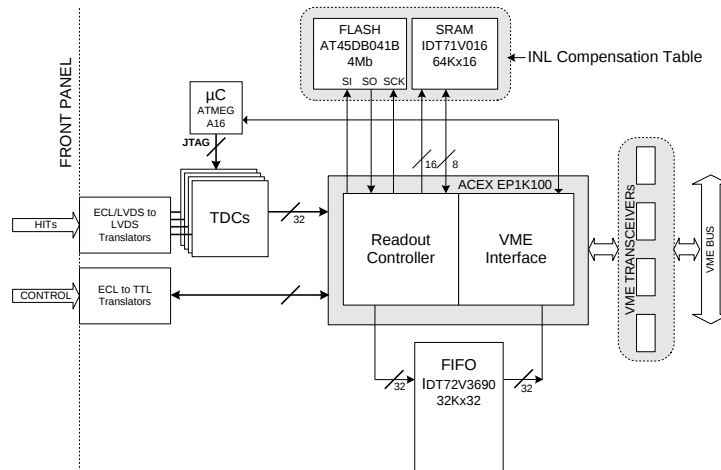 FRONT PANEL
FLASH
AT45DB041B
4Mb
SI SO SCK
SRAM
IDT71V016
64Kx16
INL Compensation Table
µC
ATMEG
A16
JTAG
16
8
ACEX EP1K100
HITs
ECL/LVDS to
LVDS
Translators
TDCs
32
Readout
Controller
VME
Interface
VME TRANSCEIVERs
VME BUS
CONTROL
ECL to TTL
Translators
32
FIFO
IDT72V3690
32Kx32
32